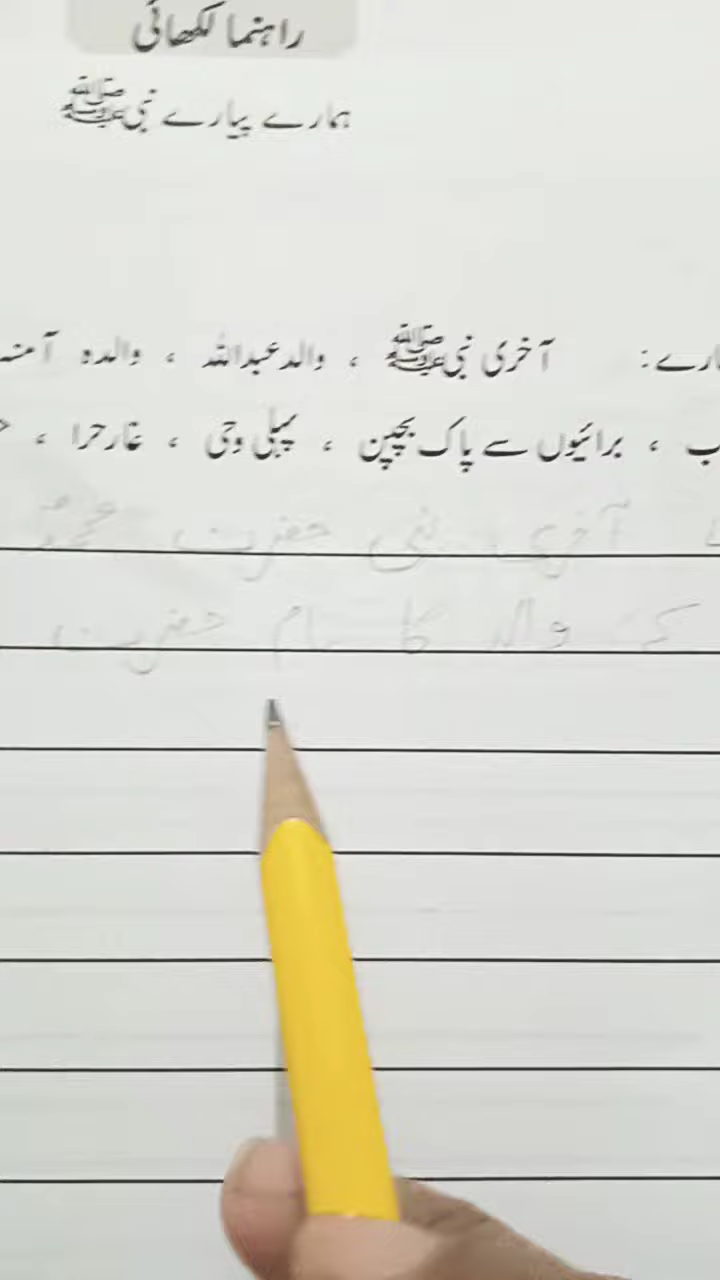 راہنما لکھائی
ہمارے پیارے نبی ﷺ
آخری نبی ﷺ ، والد عبداللہ ، والدہ آمنہ
، برائیوں سے پاک بچپن ، پہلی وحی ، غار حرا ،
آخری نبی حضرت محمدؐ
کے والد کا نام حضرت